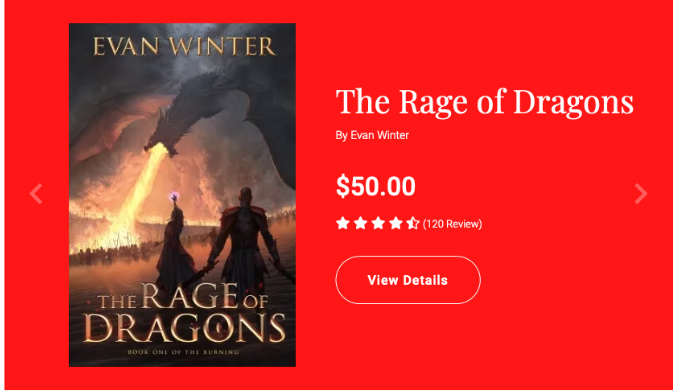 EVAN WINTER
THE RAGE OF
DRAGONS
BOOK ONE OF THE BURNING
The Rage of Dragons
By Evan Winter
$50.00
(120 Review)
View Details